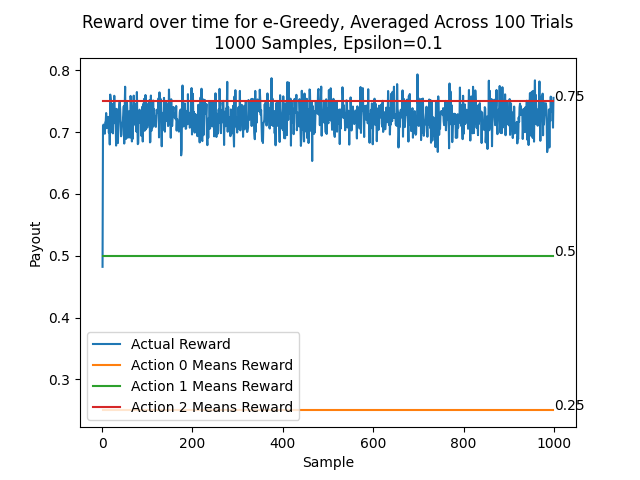 Reward over time for e-Greedy, Averaged Across 100 Trials
1000 Samples, Epsilon=0.1
0.8
0.7
0.6
0.5
0.4
0.3
Payout
0.75
0.5
0.25
Actual Reward
Action 0 Means Reward
Action 1 Means Reward
Action 2 Means Reward
0
200
400
600
800
1000
Sample